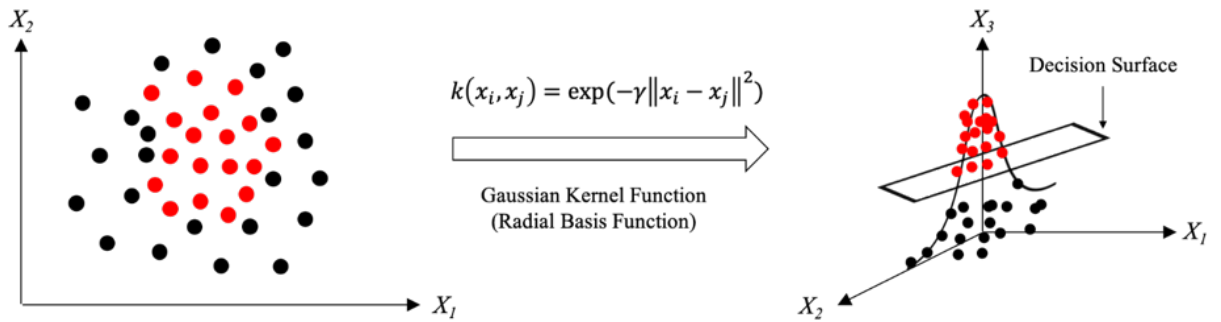 X₂
X₁
k(xᵢ, xⱼ) = exp(−γ‖xᵢ − xⱼ‖²)
Gaussian Kernel Function
(Radial Basis Function)
X₃
Decision Surface
X₁
X₂